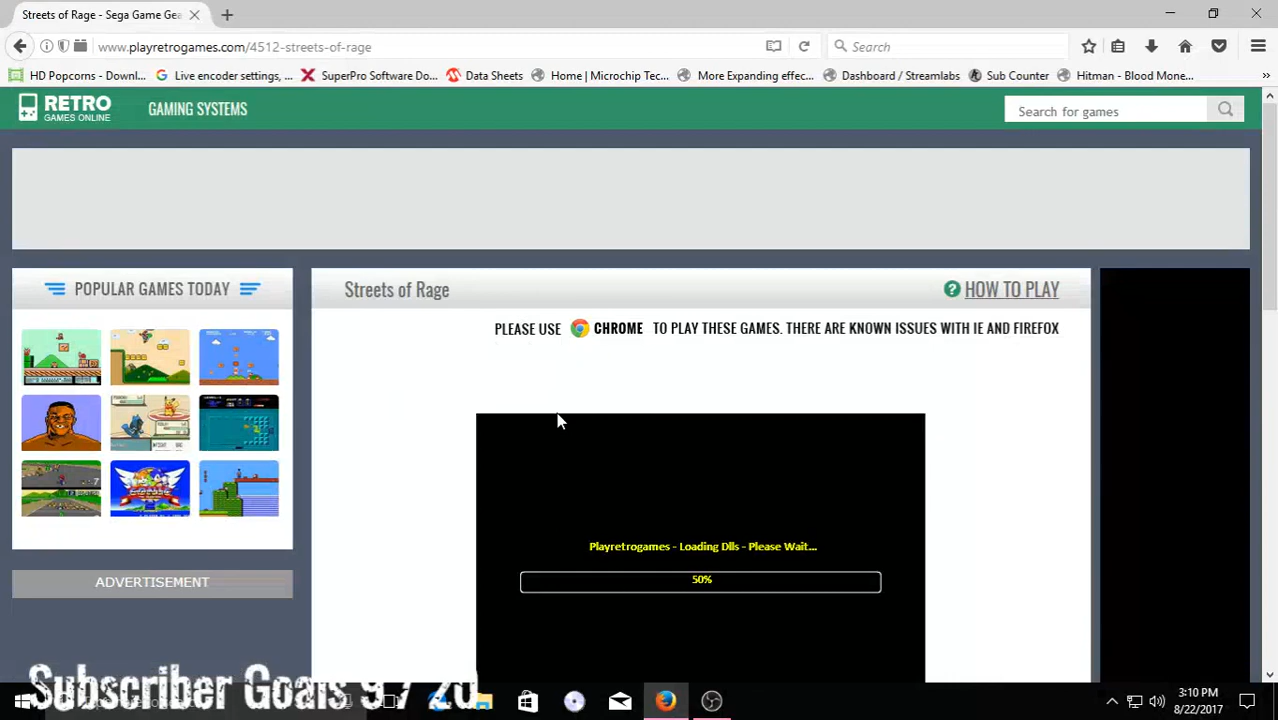 Streets of Rage - Sega Game Gea
www.playretrogames.com/4512-streets-of-rage
Search
HD Popcorns - Downl...
Live encoder settings, ...
SuperPro Software Do...
Data Sheets
Home | Microchip Tec...
More Expanding effec...
Dashboard / Streamlabs
Sub Counter
Hitman - Blood Mone...
RETRO
GAMES ONLINE
GAMING SYSTEMS
Search for games
POPULAR GAMES TODAY
Streets of Rage
HOW TO PLAY
PLEASE USE CHROME TO PLAY THESE GAMES. THERE ARE KNOWN ISSUES WITH IE AND FIREFOX
Playretrogames - Loading Dlls - Please Wait...
50%
ADVERTISEMENT
Subscriber Goals 97 20
3:10 PM
8/22/2017